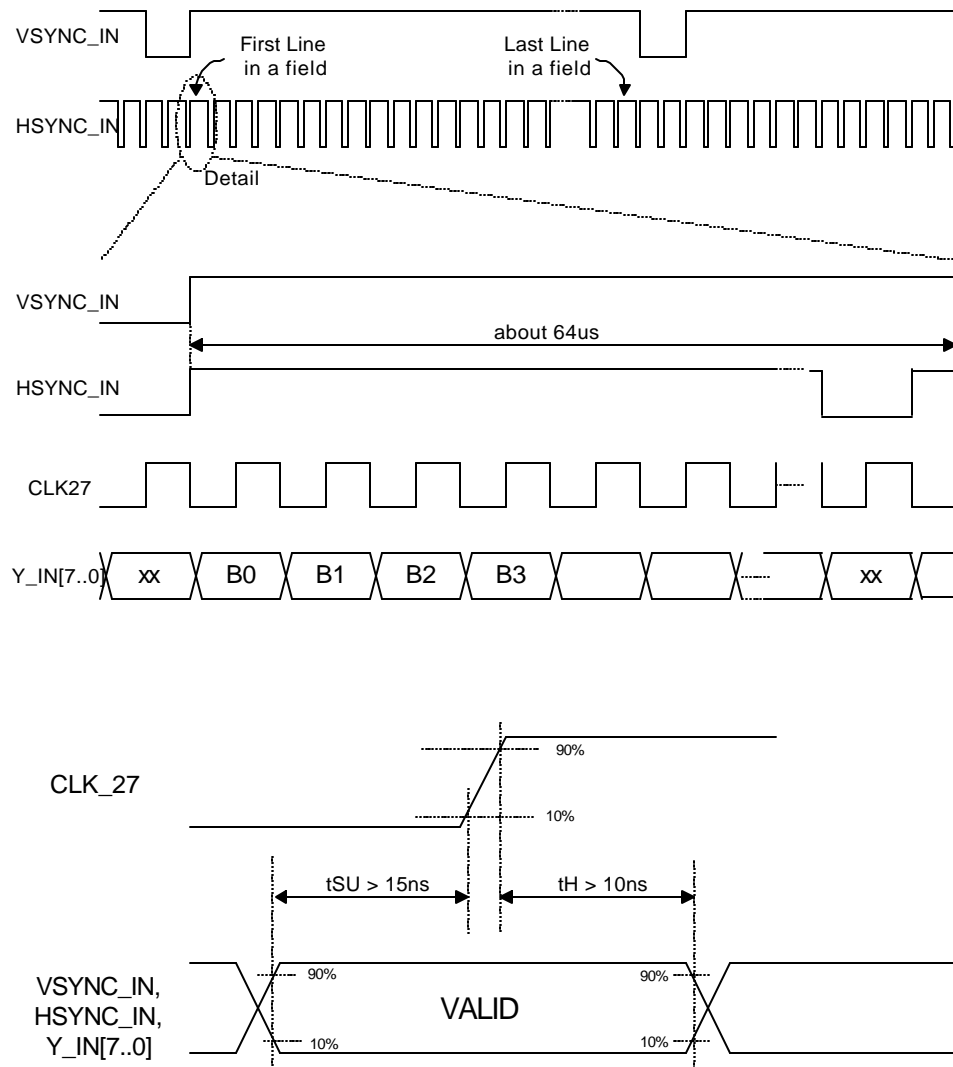 VSYNC_IN
First Line
in a field
Last Line
in a field
HSYNC_IN
Detail
VSYNC_IN
about 64us
HSYNC_IN
CLK27
Y_IN[7..0]
xx
B0
B1
B2
B3
xx
CLK_27
90%
10%
tSU > 15ns
tH > 10ns
VSYNC_IN,
HSYNC_IN,
Y_IN[7..0]
90%
VALID
90%
10%
10%